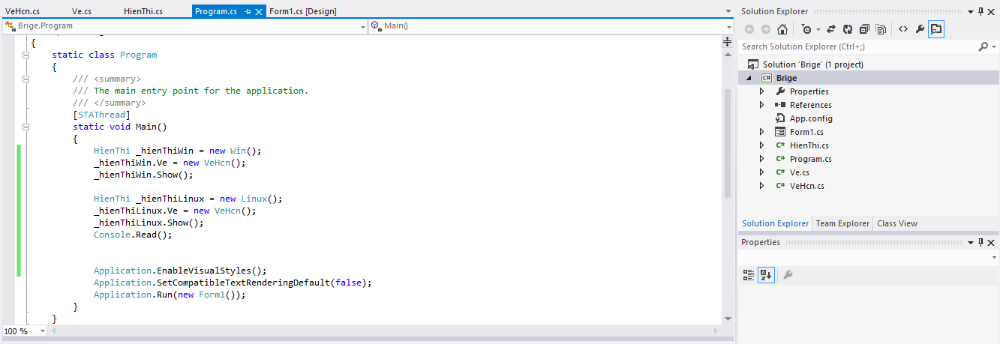 VeHcn.cs Ve.cs HienThi.cs Program.cs Form1.cs [Design]
Brige.Program Main()
{
static class Program
{
/// <summary>
/// The main entry point for the application.
/// </summary>
[STAThread]
static void Main()
{
HienThi _hienThiWin = new Win();
_hienThiWin.Ve = new VeHcn();
_hienThiWin.Show();
HienThi _hienThiLinux = new Linux();
_hienThiLinux.Ve = new VeHcn();
_hienThiLinux.Show();
Console.Read();
Application.EnableVisualStyles();
Application.SetCompatibleTextRenderingDefault(false);
Application.Run(new Form1());
}
}
100 %
Solution Explorer
Search Solution Explorer (Ctrl+;)
Solution 'Brige' (1 project)
C# Brige
Properties
References
App.config
Form1.cs
C# HienThi.cs
C# Program.cs
C# Ve.cs
C# VeHcn.cs
Solution Explorer Team Explorer Class View
Properties